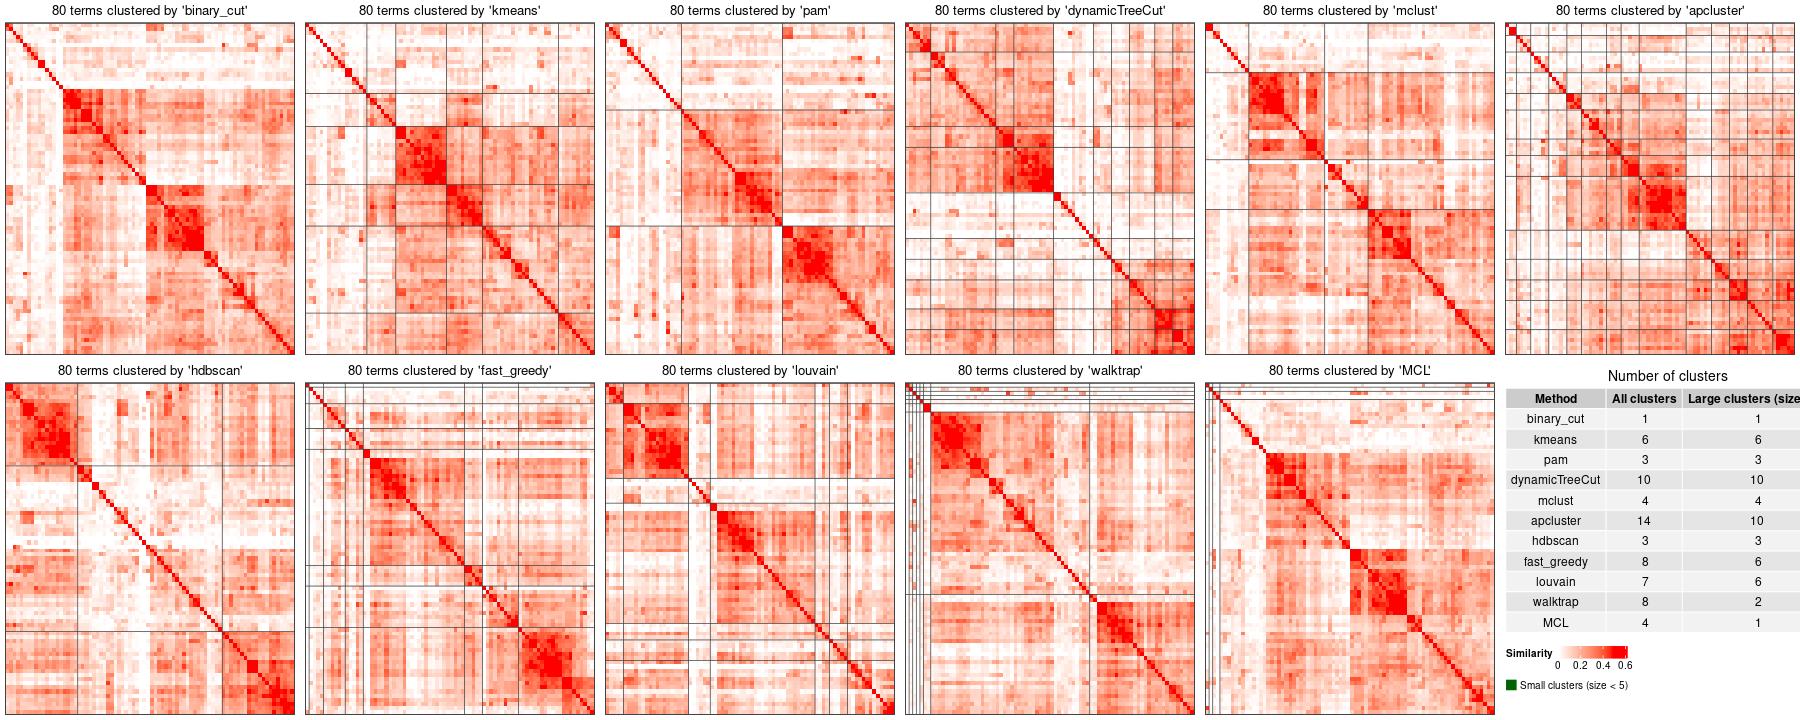 80 terms clustered by 'binary_cut'
80 terms clustered by 'kmeans'
80 terms clustered by 'pam'
80 terms clustered by 'dynamicTreeCut'
80 terms clustered by 'mclust'
80 terms clustered by 'apcluster'
80 terms clustered by 'hdbscan'
80 terms clustered by 'fast_greedy'
80 terms clustered by 'louvain'
80 terms clustered by 'walktrap'
80 terms clustered by 'MCL'
Number of clusters
Method All clusters Large clusters (size
binary_cut 1 1
kmeans 6 6
pam 3 3
dynamicTreeCut 10 10
mclust 4 4
apcluster 14 10
hdbscan 3 3
fast_greedy 8 6
louvain 7 6
walktrap 8 2
MCL 4 1
Similarity
0 0.2 0.4 0.6
Small clusters (size < 5)